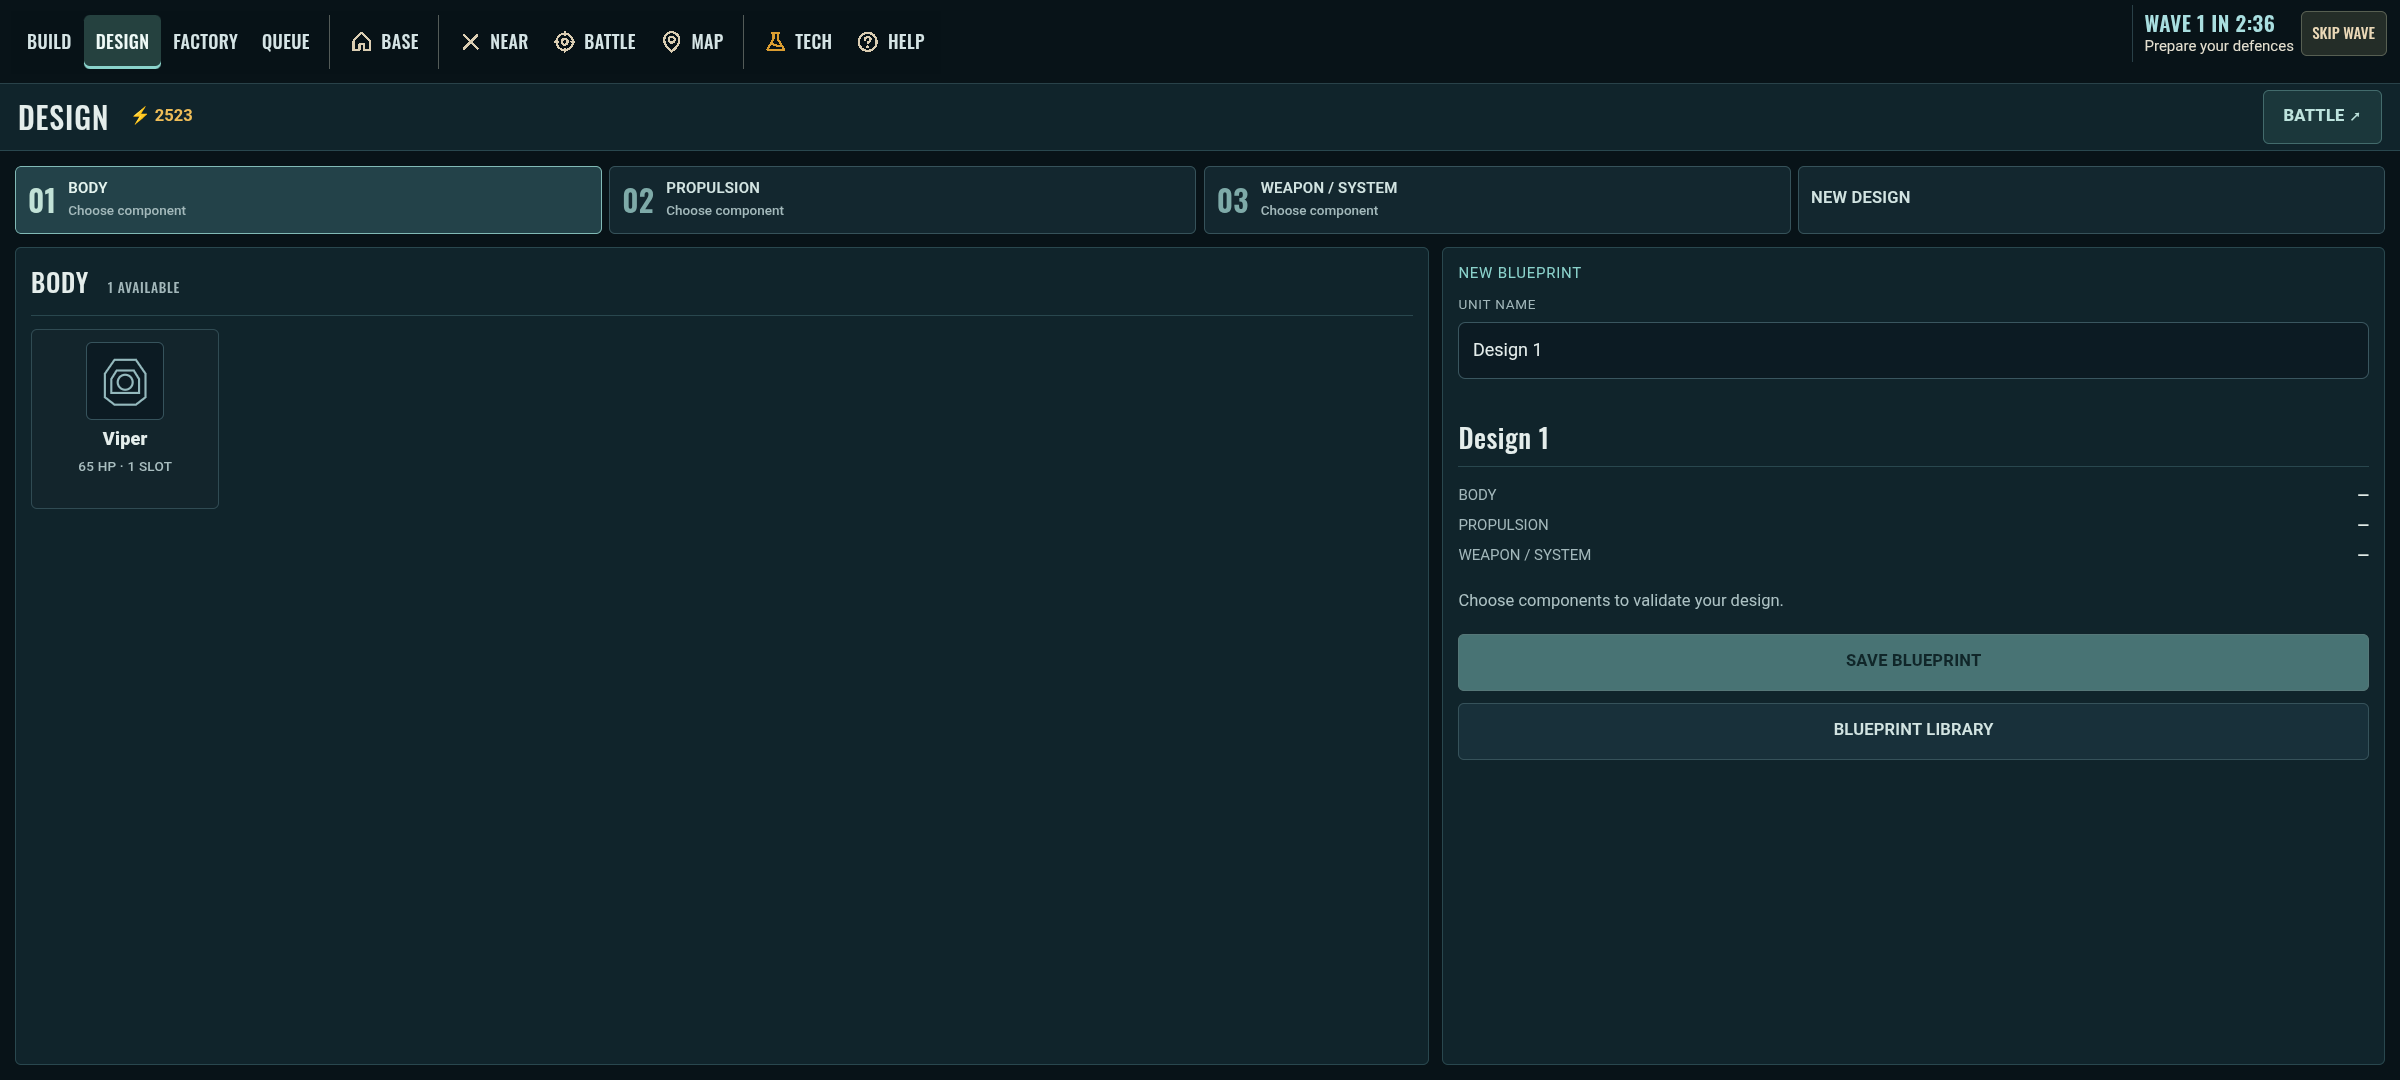 BUILD DESIGN FACTORY QUEUE BASE NEAR BATTLE MAP TECH HELP
WAVE 1 IN 2:36
Prepare your defences
SKIP WAVE
DESIGN ⚡ 2523
BATTLE ↗
01 BODY
Choose component
02 PROPULSION
Choose component
03 WEAPON / SYSTEM
Choose component
NEW DESIGN
BODY 1 AVAILABLE
Viper
65 HP · 1 SLOT
NEW BLUEPRINT
UNIT NAME
Design 1
Design 1
BODY —
PROPULSION —
WEAPON / SYSTEM —
Choose components to validate your design.
SAVE BLUEPRINT
BLUEPRINT LIBRARY